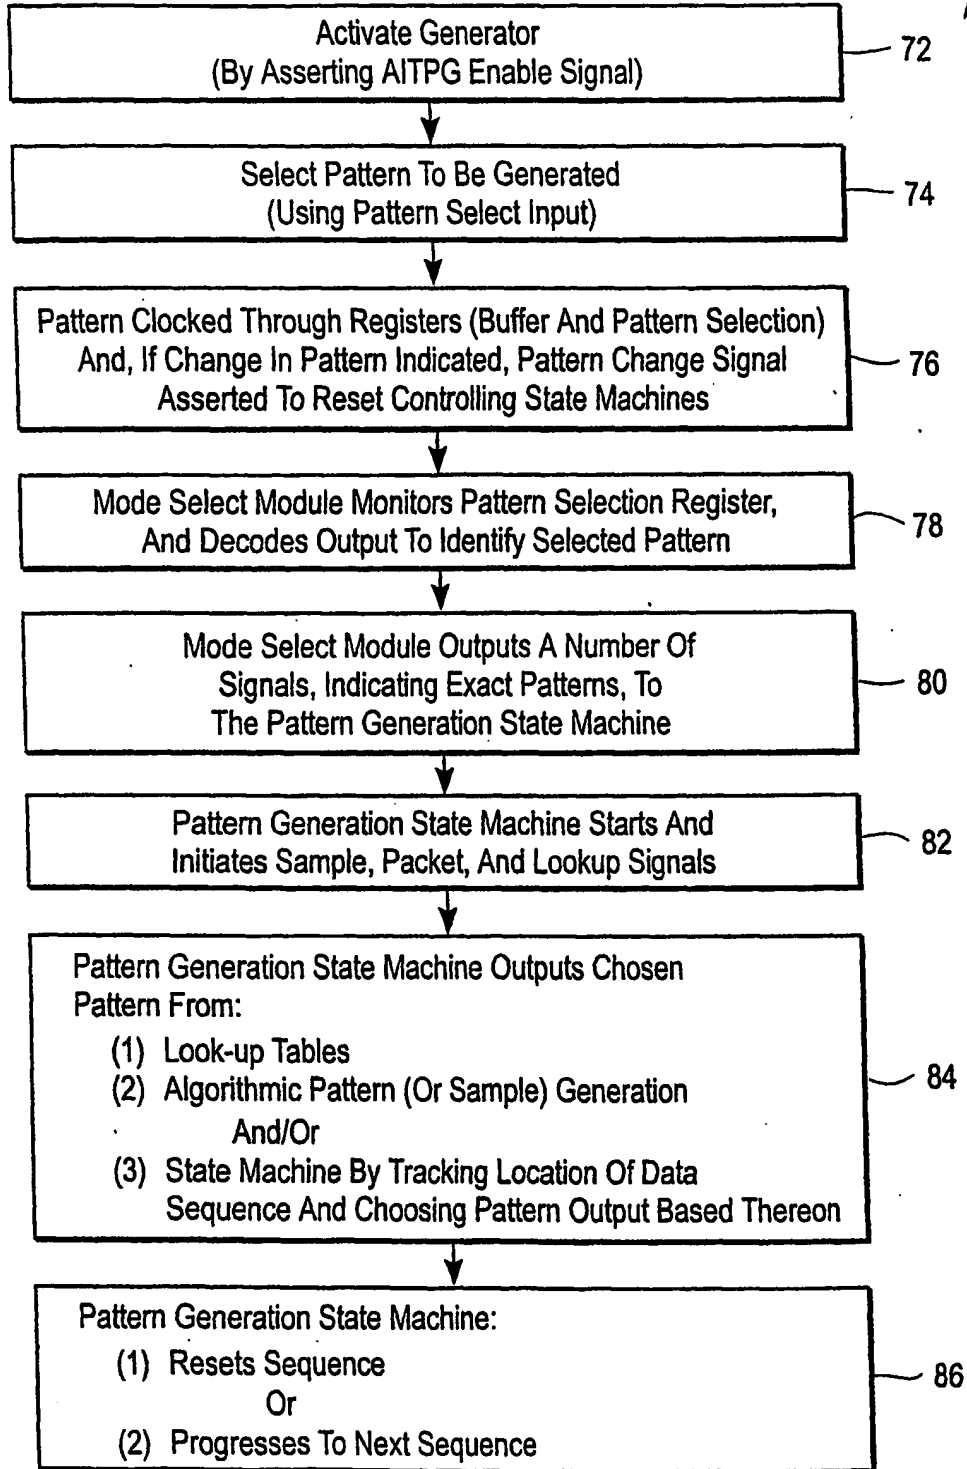 Activate Generator
(By Asserting AITPG Enable Signal)
72
Select Pattern To Be Generated
(Using Pattern Select Input)
74
Pattern Clocked Through Registers (Buffer And Pattern Selection)
And, If Change In Pattern Indicated, Pattern Change Signal
Asserted To Reset Controlling State Machines
76
Mode Select Module Monitors Pattern Selection Register,
And Decodes Output To Identify Selected Pattern
78
Mode Select Module Outputs A Number Of
Signals, Indicating Exact Patterns, To
The Pattern Generation State Machine
80
Pattern Generation State Machine Starts And
Initiates Sample, Packet, And Lookup Signals
82
Pattern Generation State Machine Outputs Chosen
Pattern From:
(1) Look-up Tables
(2) Algorithmic Pattern (Or Sample) Generation
And/Or
(3) State Machine By Tracking Location Of Data
Sequence And Choosing Pattern Output Based Thereon
84
Pattern Generation State Machine:
(1) Resets Sequence
Or
(2) Progresses To Next Sequence
86